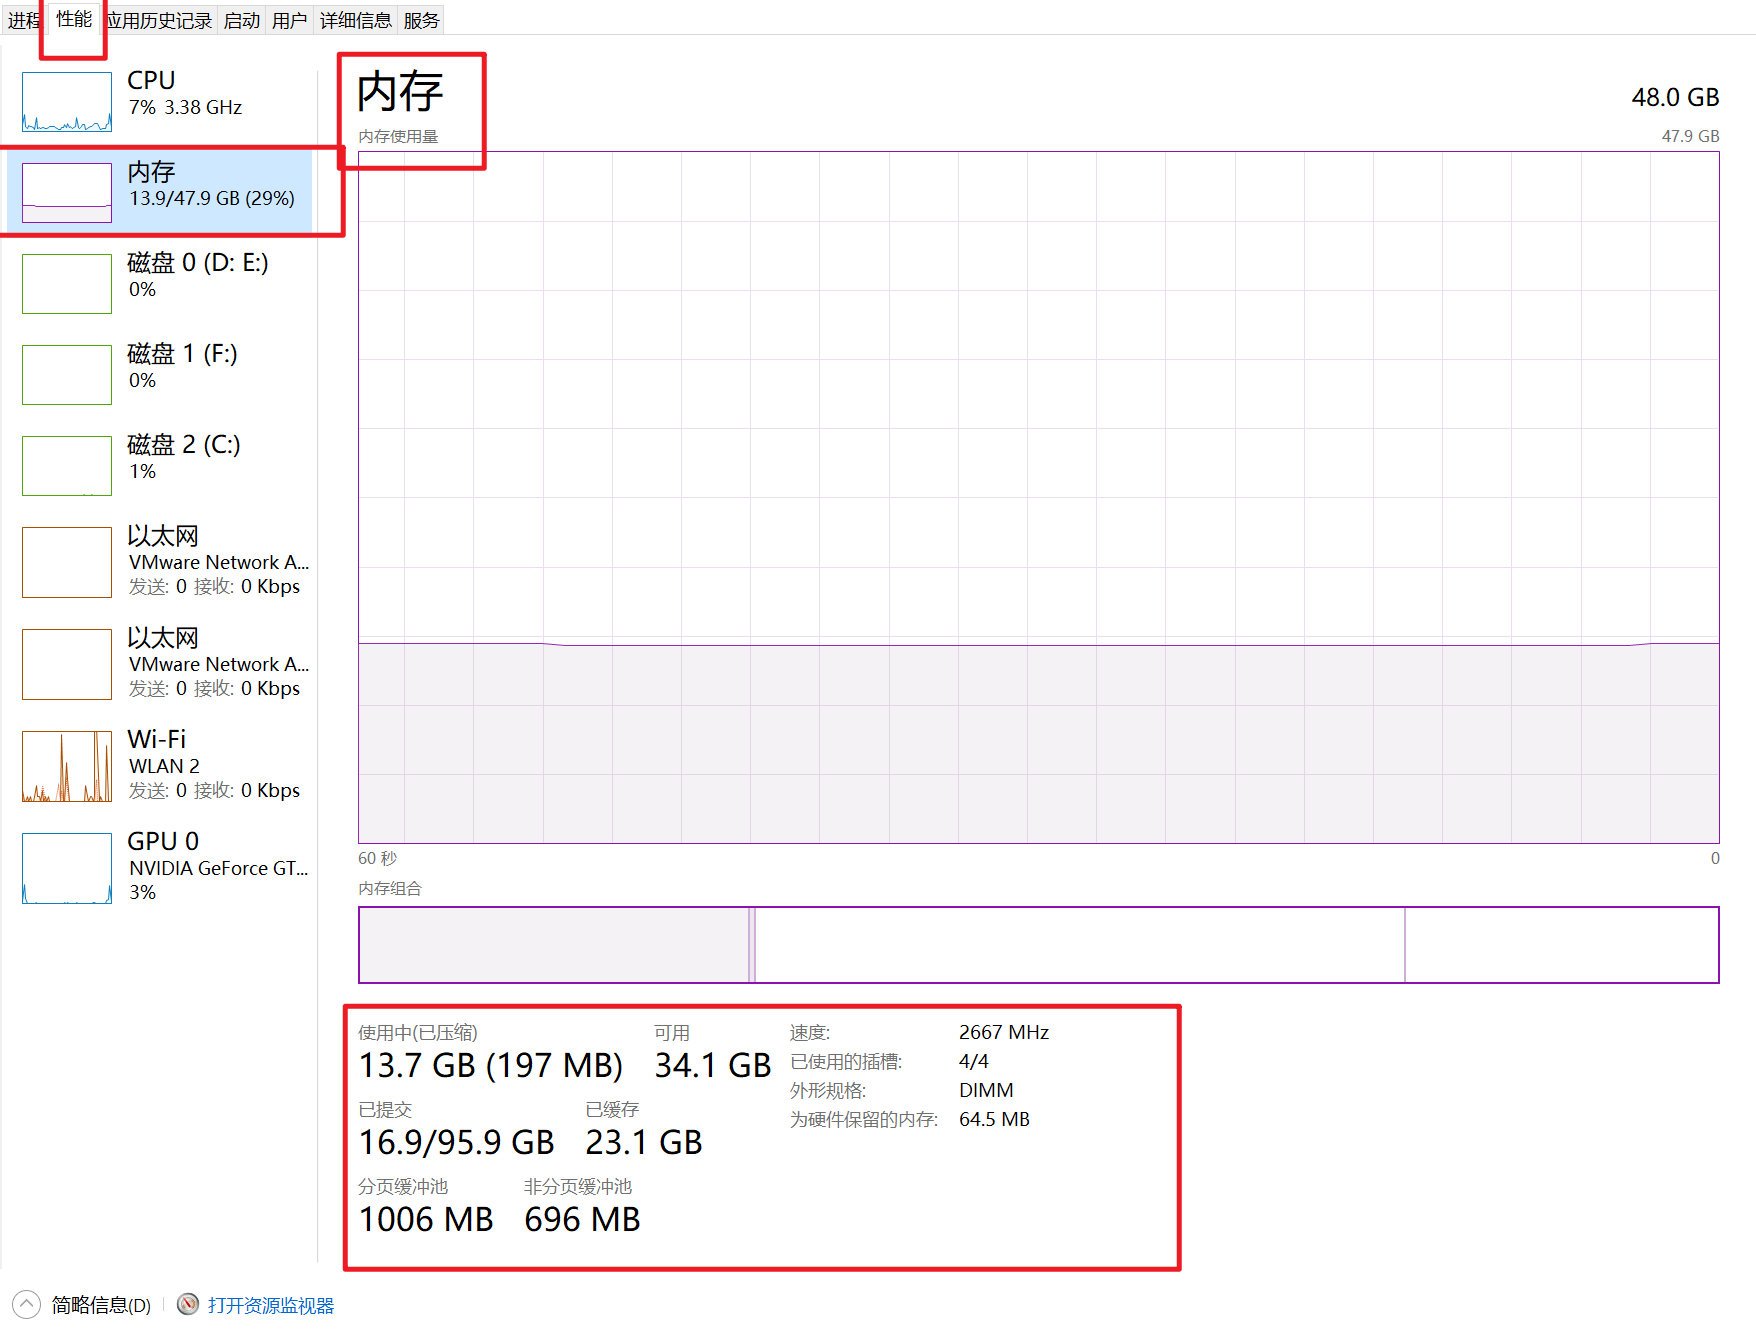 进程 性能 应用历史记录 启动 用户 详细信息 服务
CPU
7% 3.38 GHz
内存
13.9/47.9 GB (29%)
磁盘 0 (D: E:)
0%
磁盘 1 (F:)
0%
磁盘 2 (C:)
1%
以太网
VMware Network A...
发送: 0 接收: 0 Kbps
以太网
VMware Network A...
发送: 0 接收: 0 Kbps
Wi-Fi
WLAN 2
发送: 0 接收: 0 Kbps
GPU 0
NVIDIA GeForce GT...
3%
内存 48.0 GB
内存使用量 47.9 GB
60 秒 0
内存组合
使用中(已压缩) 可用
13.7 GB (197 MB) 34.1 GB
已提交 已缓存
16.9/95.9 GB 23.1 GB
分页缓冲池 非分页缓冲池
1006 MB 696 MB
速度: 2667 MHz
已使用的插槽: 4/4
外形规格: DIMM
为硬件保留的内存: 64.5 MB
简略信息(D) 打开资源监视器